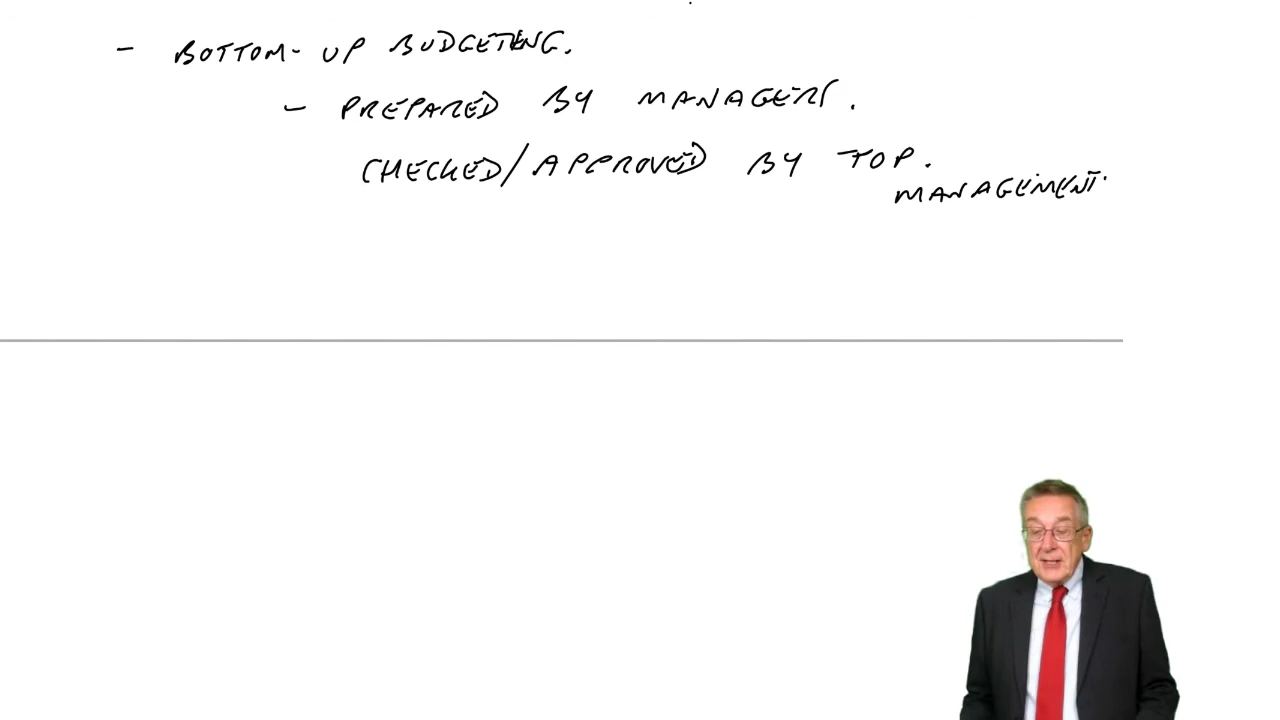 - BOTTOM-UP BUDGETING.
- PREPARED BY MANAGERS.
CHECKED/APPROVED BY TOP.
MANAGEMENT.